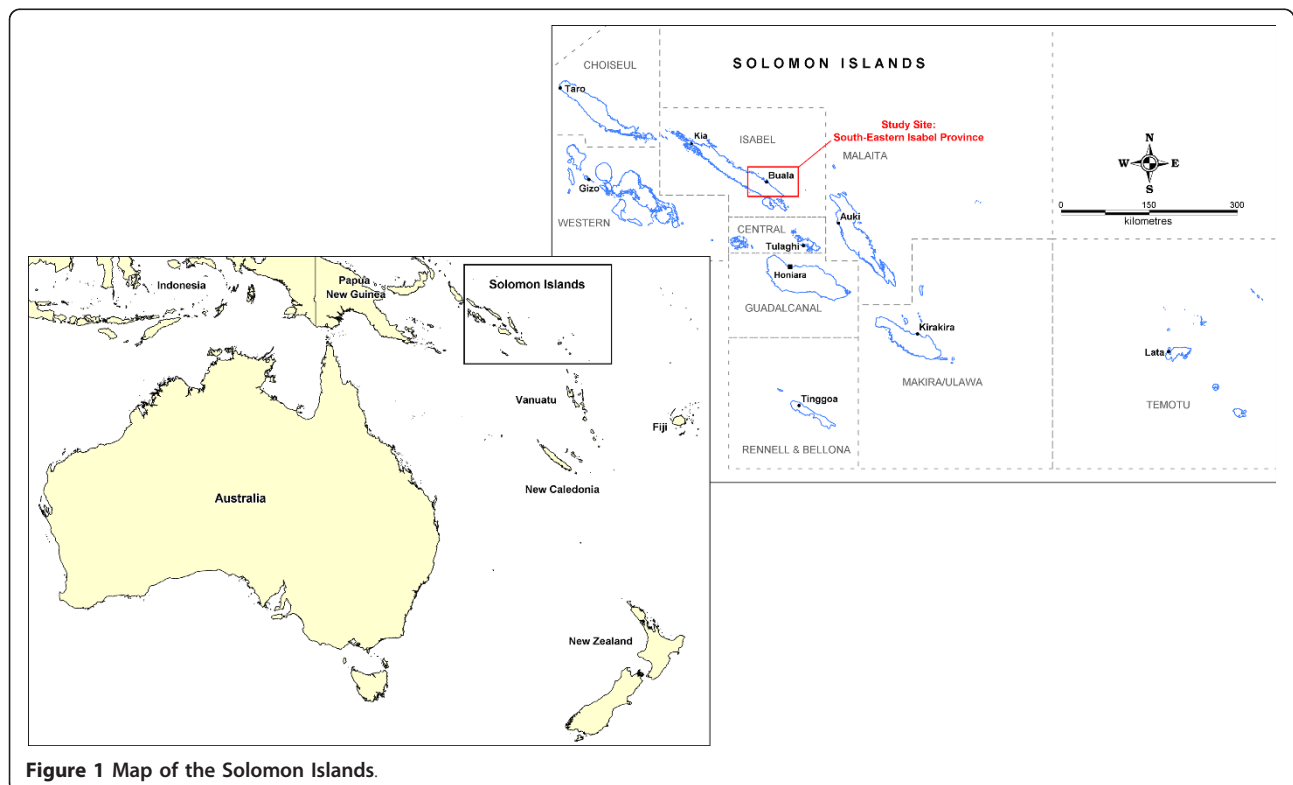 SOLOMON ISLANDS
CHOISEUL
Taro
Kia
ISABEL
Study Site:
South-Eastern Isabel Province
MALAITA
Buala
Gizo
WESTERN
CENTRAL
Tulaghi
Auki
Honiara
GUADALCANAL
Kirakira
MAKIRA/ULAWA
Lata
TEMOTU
Tinggoa
RENNELL & BELLONA
N
W E
S
0 150 300
kilometres
Indonesia
Papua
New Guinea
Solomon Islands
Vanuatu
Fiji
New Caledonia
Australia
New Zealand
Figure 1 Map of the Solomon Islands.